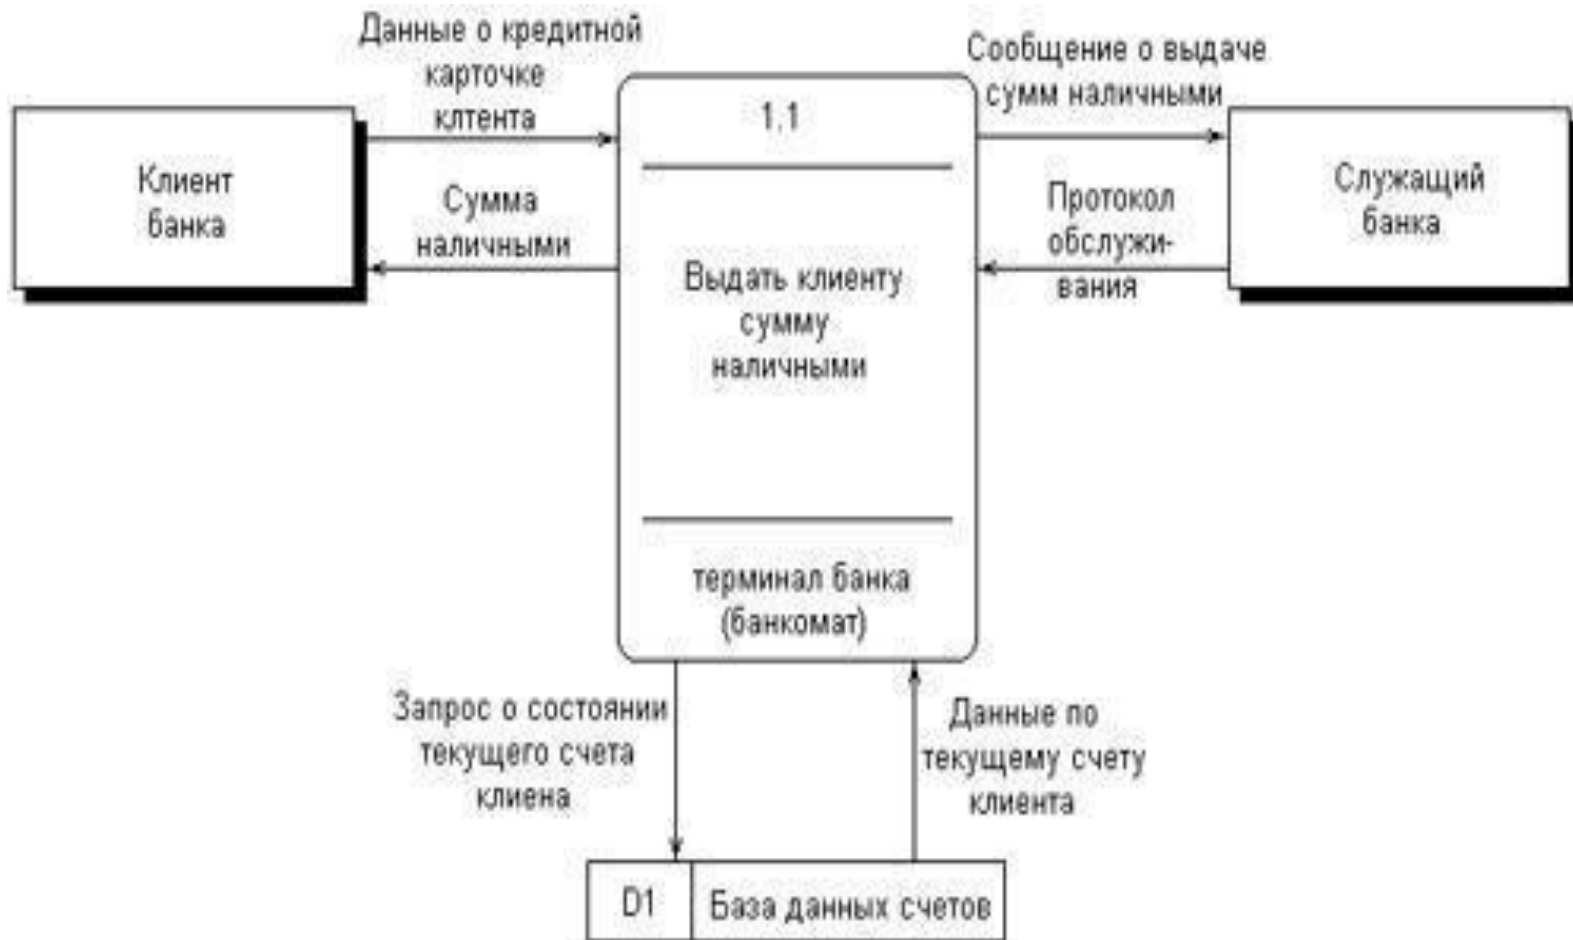 Данные о кредитной
карточке
клтента
Сообщение о выдаче
сумм наличными
1.1
Клиент
банка
Сумма
наличными
Протокол
обслужи-
вания
Служащий
банка
Выдать клиенту
сумму
наличными
терминал банка
(банкомат)
Запрос о состоянии
текущего счета
клиена
Данные по
текущему счету
клиента
D1
База данных счетов